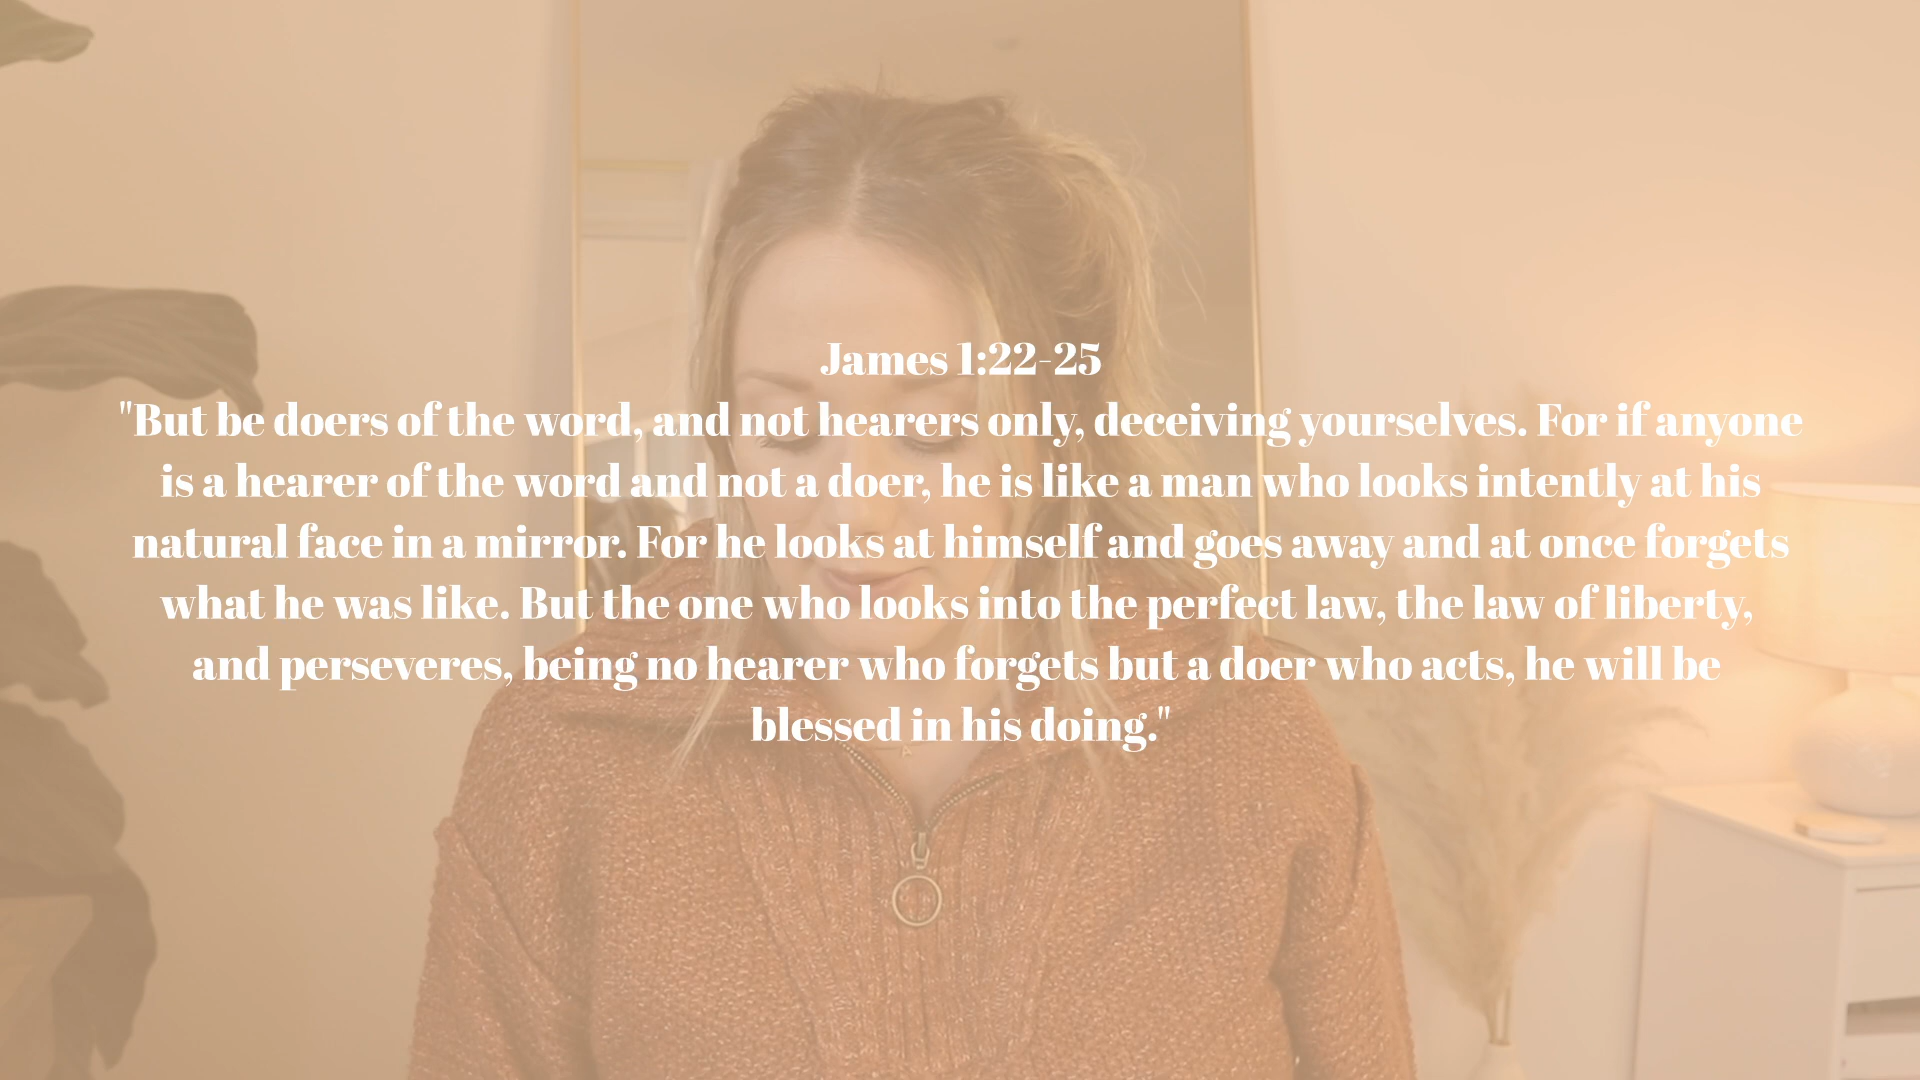 James 1:22-25
"But be doers of the word, and not hearers only, deceiving yourselves. For if anyone
is a hearer of the word and not a doer, he is like a man who looks intently at his
natural face in a mirror. For he looks at himself and goes away and at once forgets
what he was like. But the one who looks into the perfect law, the law of liberty,
and perseveres, being no hearer who forgets but a doer who acts, he will be
blessed in his doing."